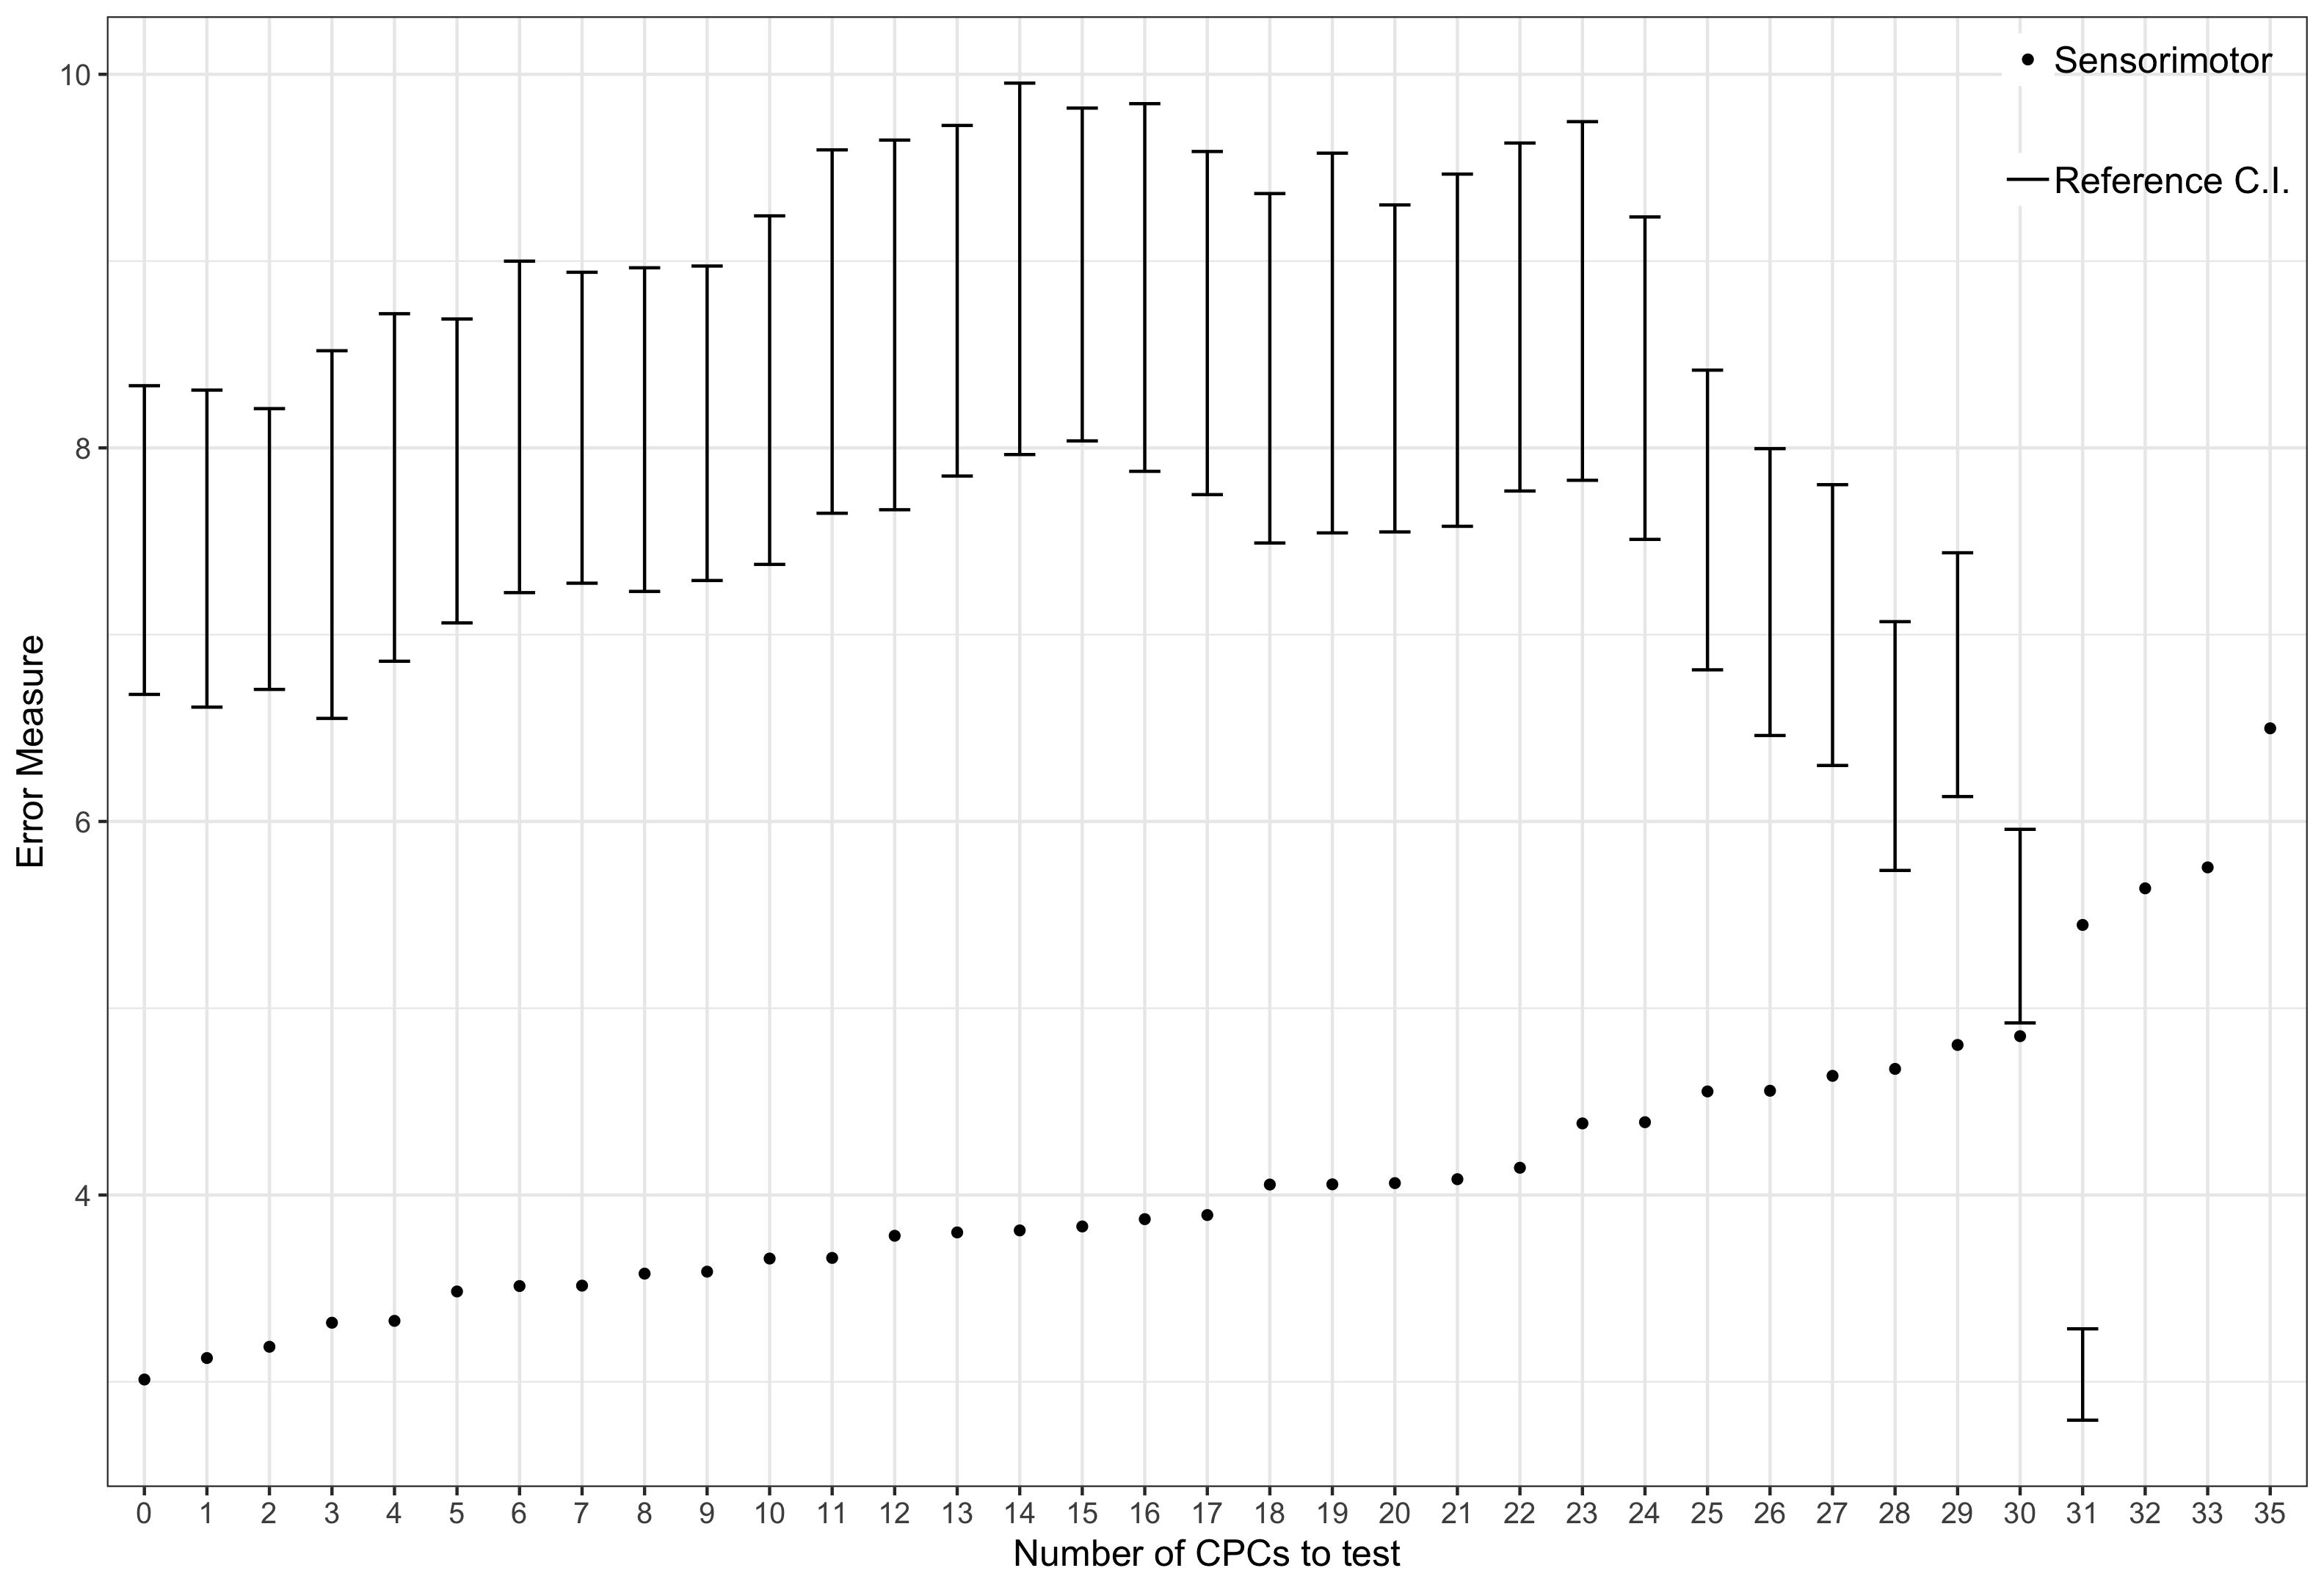 Sensorimotor
Reference C.I.
10
8
6
4
Error Measure
0 1 2 3 4 5 6 7 8 9 10 11 12 13 14 15 16 17 18 19 20 21 22 23 24 25 26 27 28 29 30 31 32 33 35
Number of CPCs to test